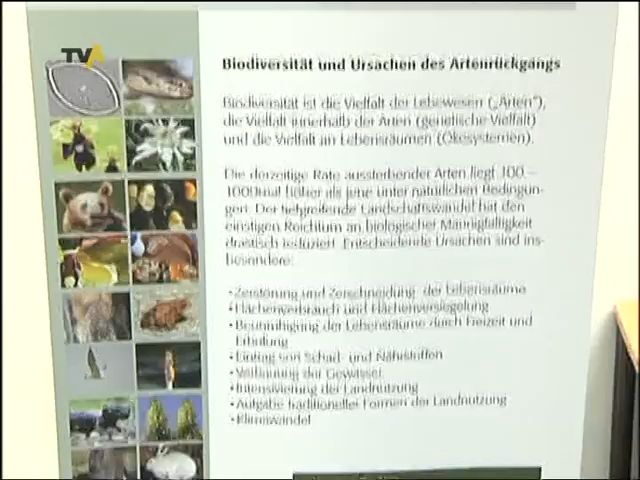 TVA
Biodiversität und Ursachen des Artenrückgangs
Biodiversität ist die Vielfalt der Lebewesen („Arten“),
die Vielfalt innerhalb der Arten (genetische Vielfalt)
und die Vielfalt an Lebensräumen (Ökosystemen).
Die derzeitige Rate aussterbender Arten liegt 100 –
1000mal höher als jene unter natürlichen Bedingun-
gen. Der tiefgreifende Landschaftswandel hat den
einstigen Reichtum an biologischer Mannigfaltigkeit
drastisch reduziert. Entscheidende Ursachen sind ins-
besondere:
• Zerstörung und Zerschneidung der Lebensräume
• Flächenverbrauch und Flächenversiegelung
• Beunruhigung der Lebensräume durch Freizeit und
Erholung
• Eintrag von Schad- und Nährstoffen
• Verbauung der Gewässer
• Intensivierung der Landnutzung
• Aufgabe traditioneller Formen der Landnutzung
• Klimawandel